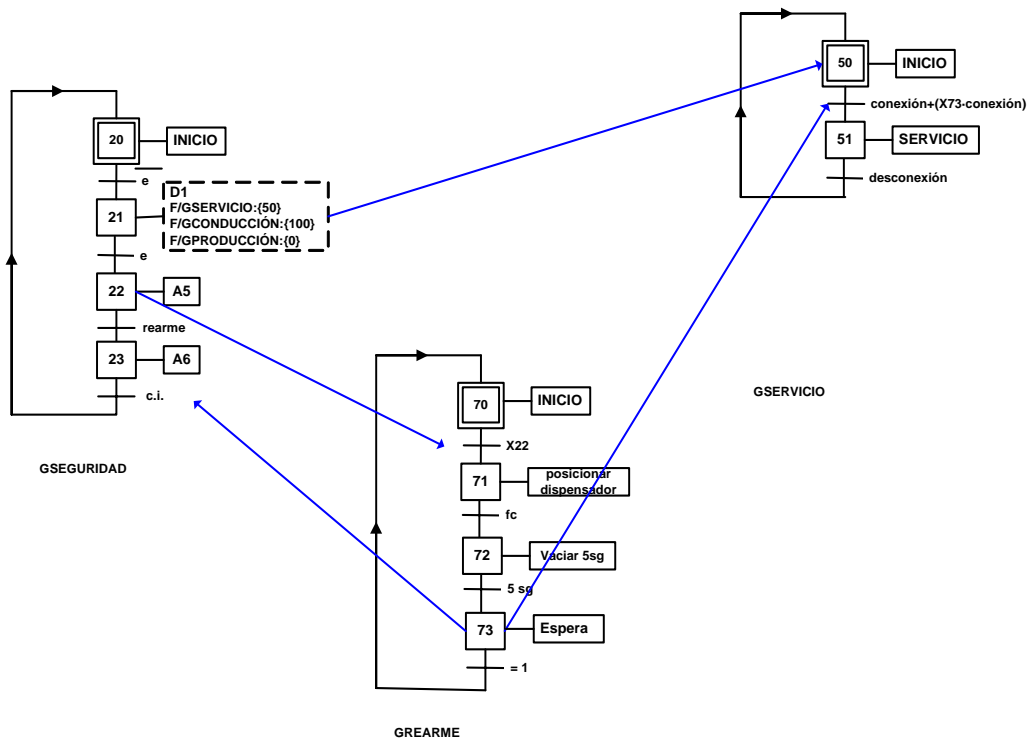 20
INICIO
e
21
D1
F/GSERVICIO:{50}
F/GCONDUCCIÓN:{100}
F/GPRODUCCIÓN:{0}
e
22
A5
rearme
23
A6
c.i.
GSEGURIDAD
50
INICIO
conexión+(X73-conexión)
51
SERVICIO
desconexión
GSERVICIO
70
INICIO
X22
71
posicionar
dispensador
fc
72
Vaciar 5sg
5 sg
73
Espera
= 1
GREARME